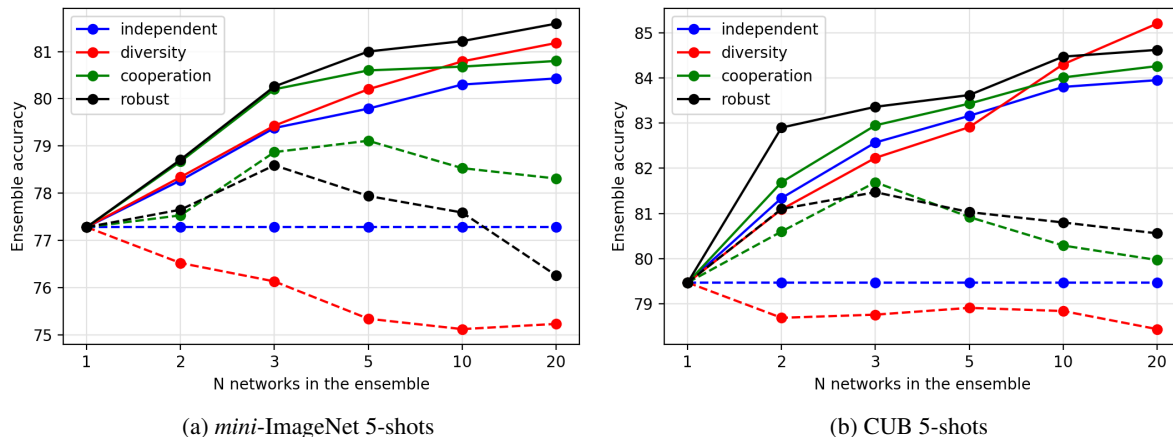 independent
diversity
cooperation
robust
81
80
79
78
77
76
75
Ensemble accuracy
1 2 3 5 10 20
N networks in the ensemble
(a) mini-ImageNet 5-shots
independent
diversity
cooperation
robust
85
84
83
82
81
80
79
Ensemble accuracy
1 2 3 5 10 20
N networks in the ensemble
(b) CUB 5-shots